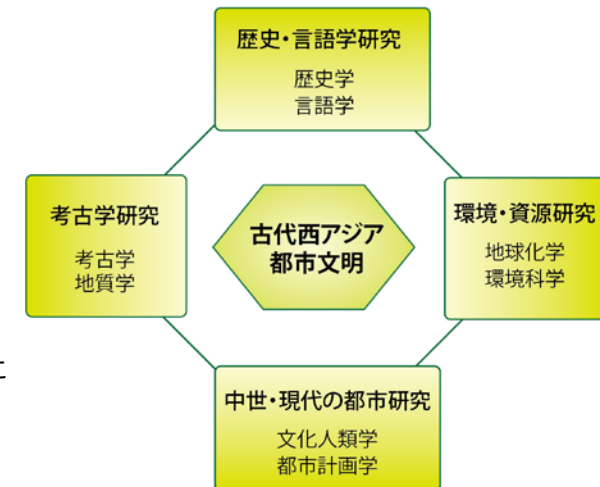 歴史・言語学研究
歴史学
言語学
考古学研究
考古学
地質学
古代西アジア
都市文明
環境・資源研究
地球化学
環境科学
に
中世・現代の都市研究
文化人類学
都市計画学